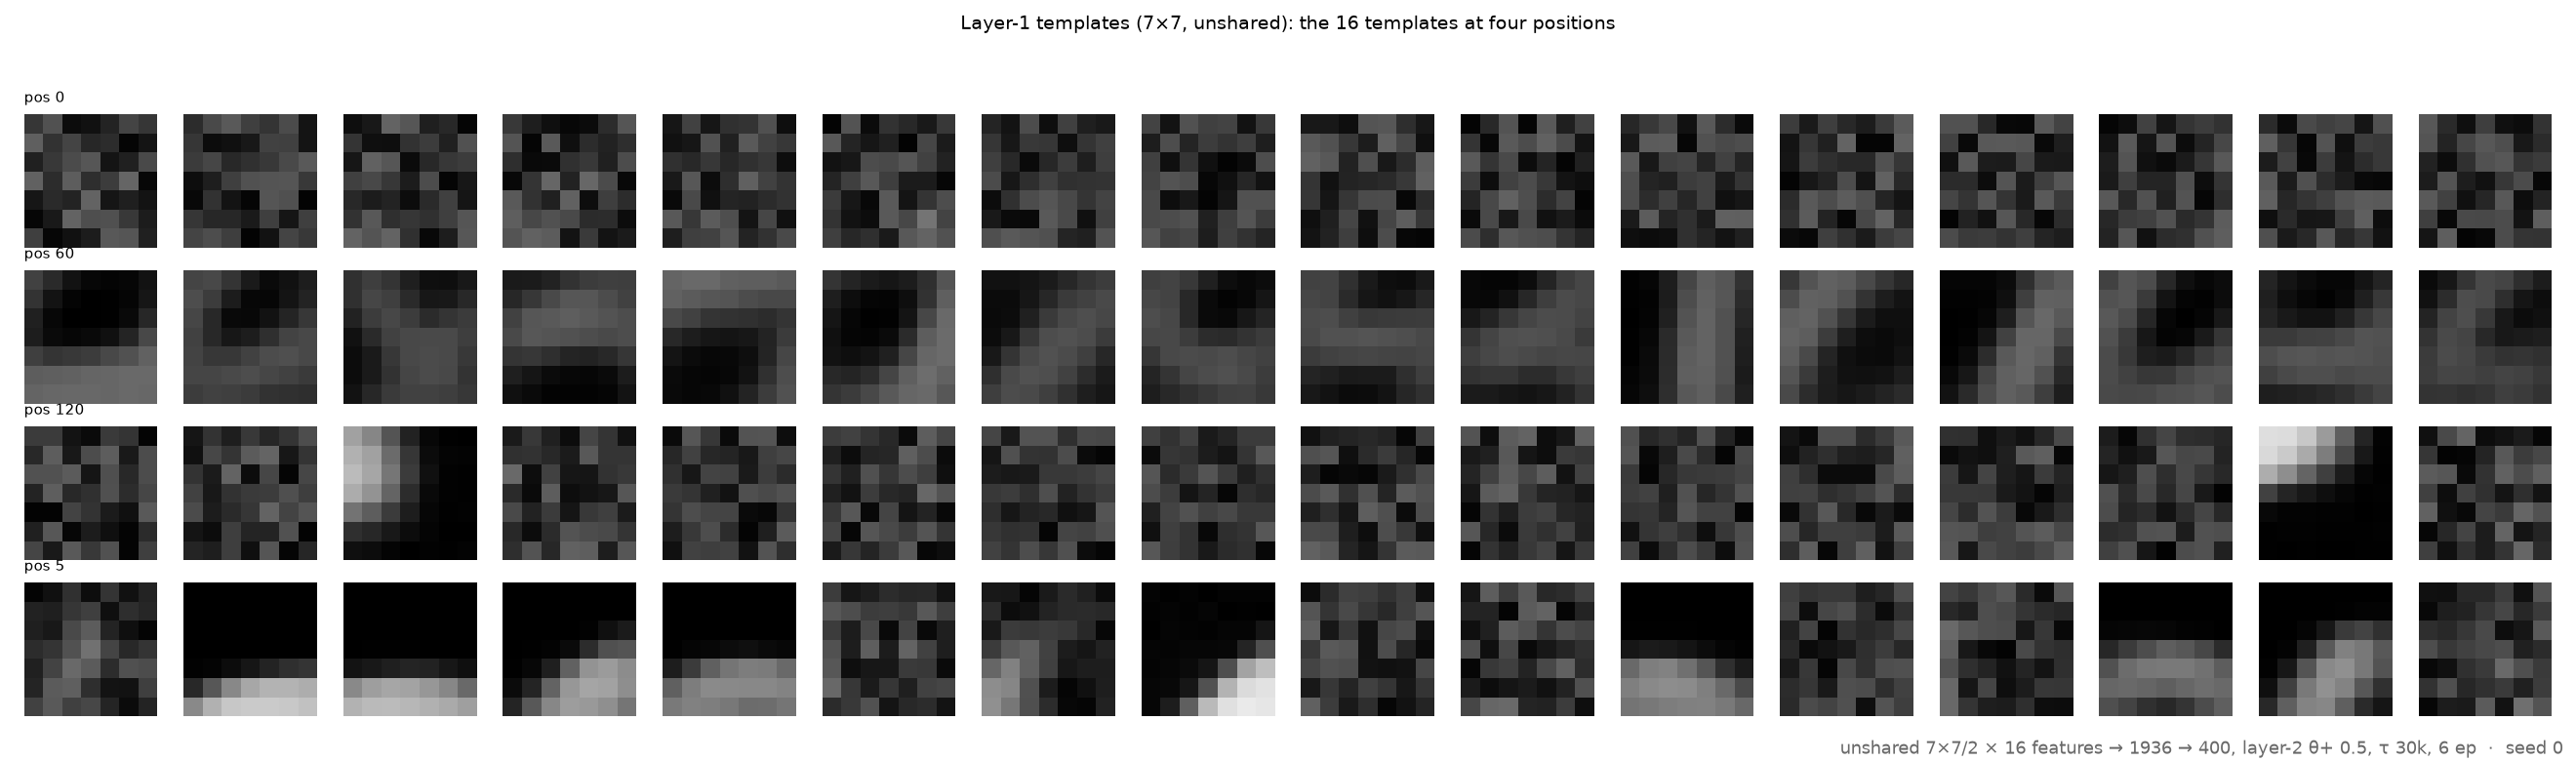 Layer-1 templates (7×7, unshared): the 16 templates at four positions
pos 0
pos 60
pos 120
pos 5
unshared 7×7/2 × 16 features → 1936 → 400, layer-2 θ+ 0.5, τ 30k, 6 ep · seed 0